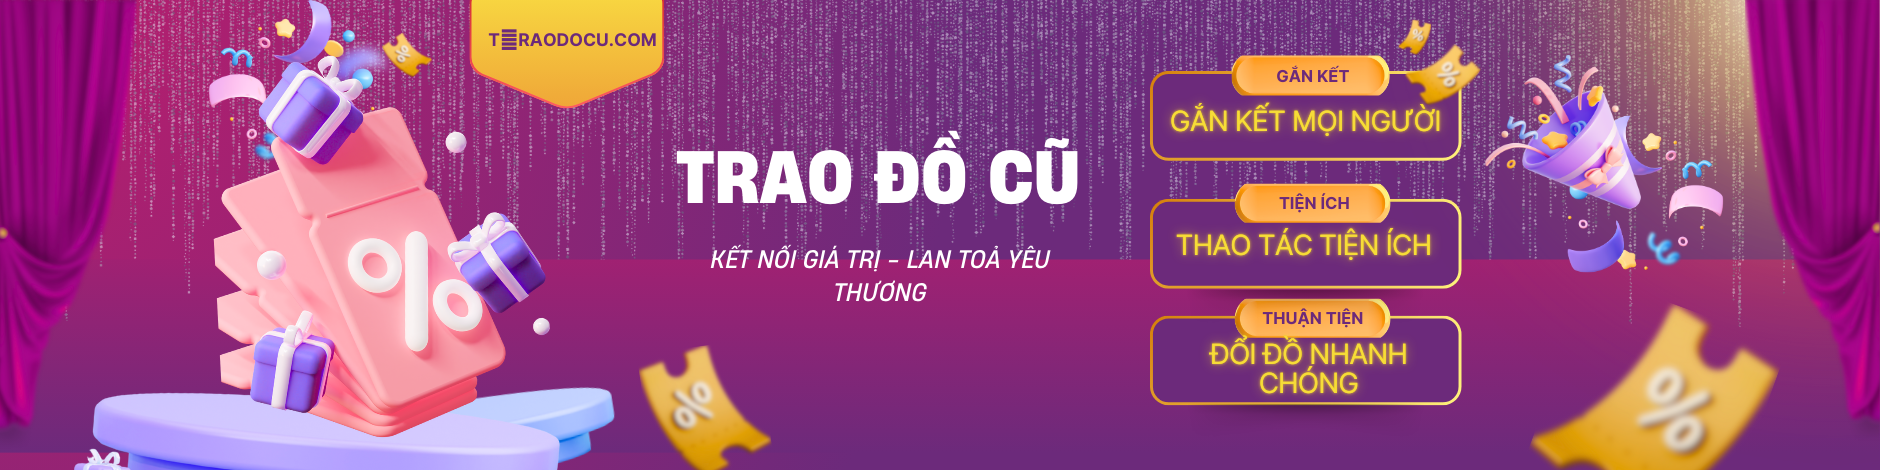 T𝄛RAODOCU.COM
TRAO ĐỒ CŨ
KẾT NỐI GIÁ TRỊ – LAN TOẢ YÊU
THƯƠNG
GẮN KẾT
GẮN KẾT MỌI NGƯỜI
TIỆN ÍCH
THAO TÁC TIỆN ÍCH
THUẬN TIỆN
ĐỔI ĐỒ NHANH
CHÓNG
%
%
%
%
%
%